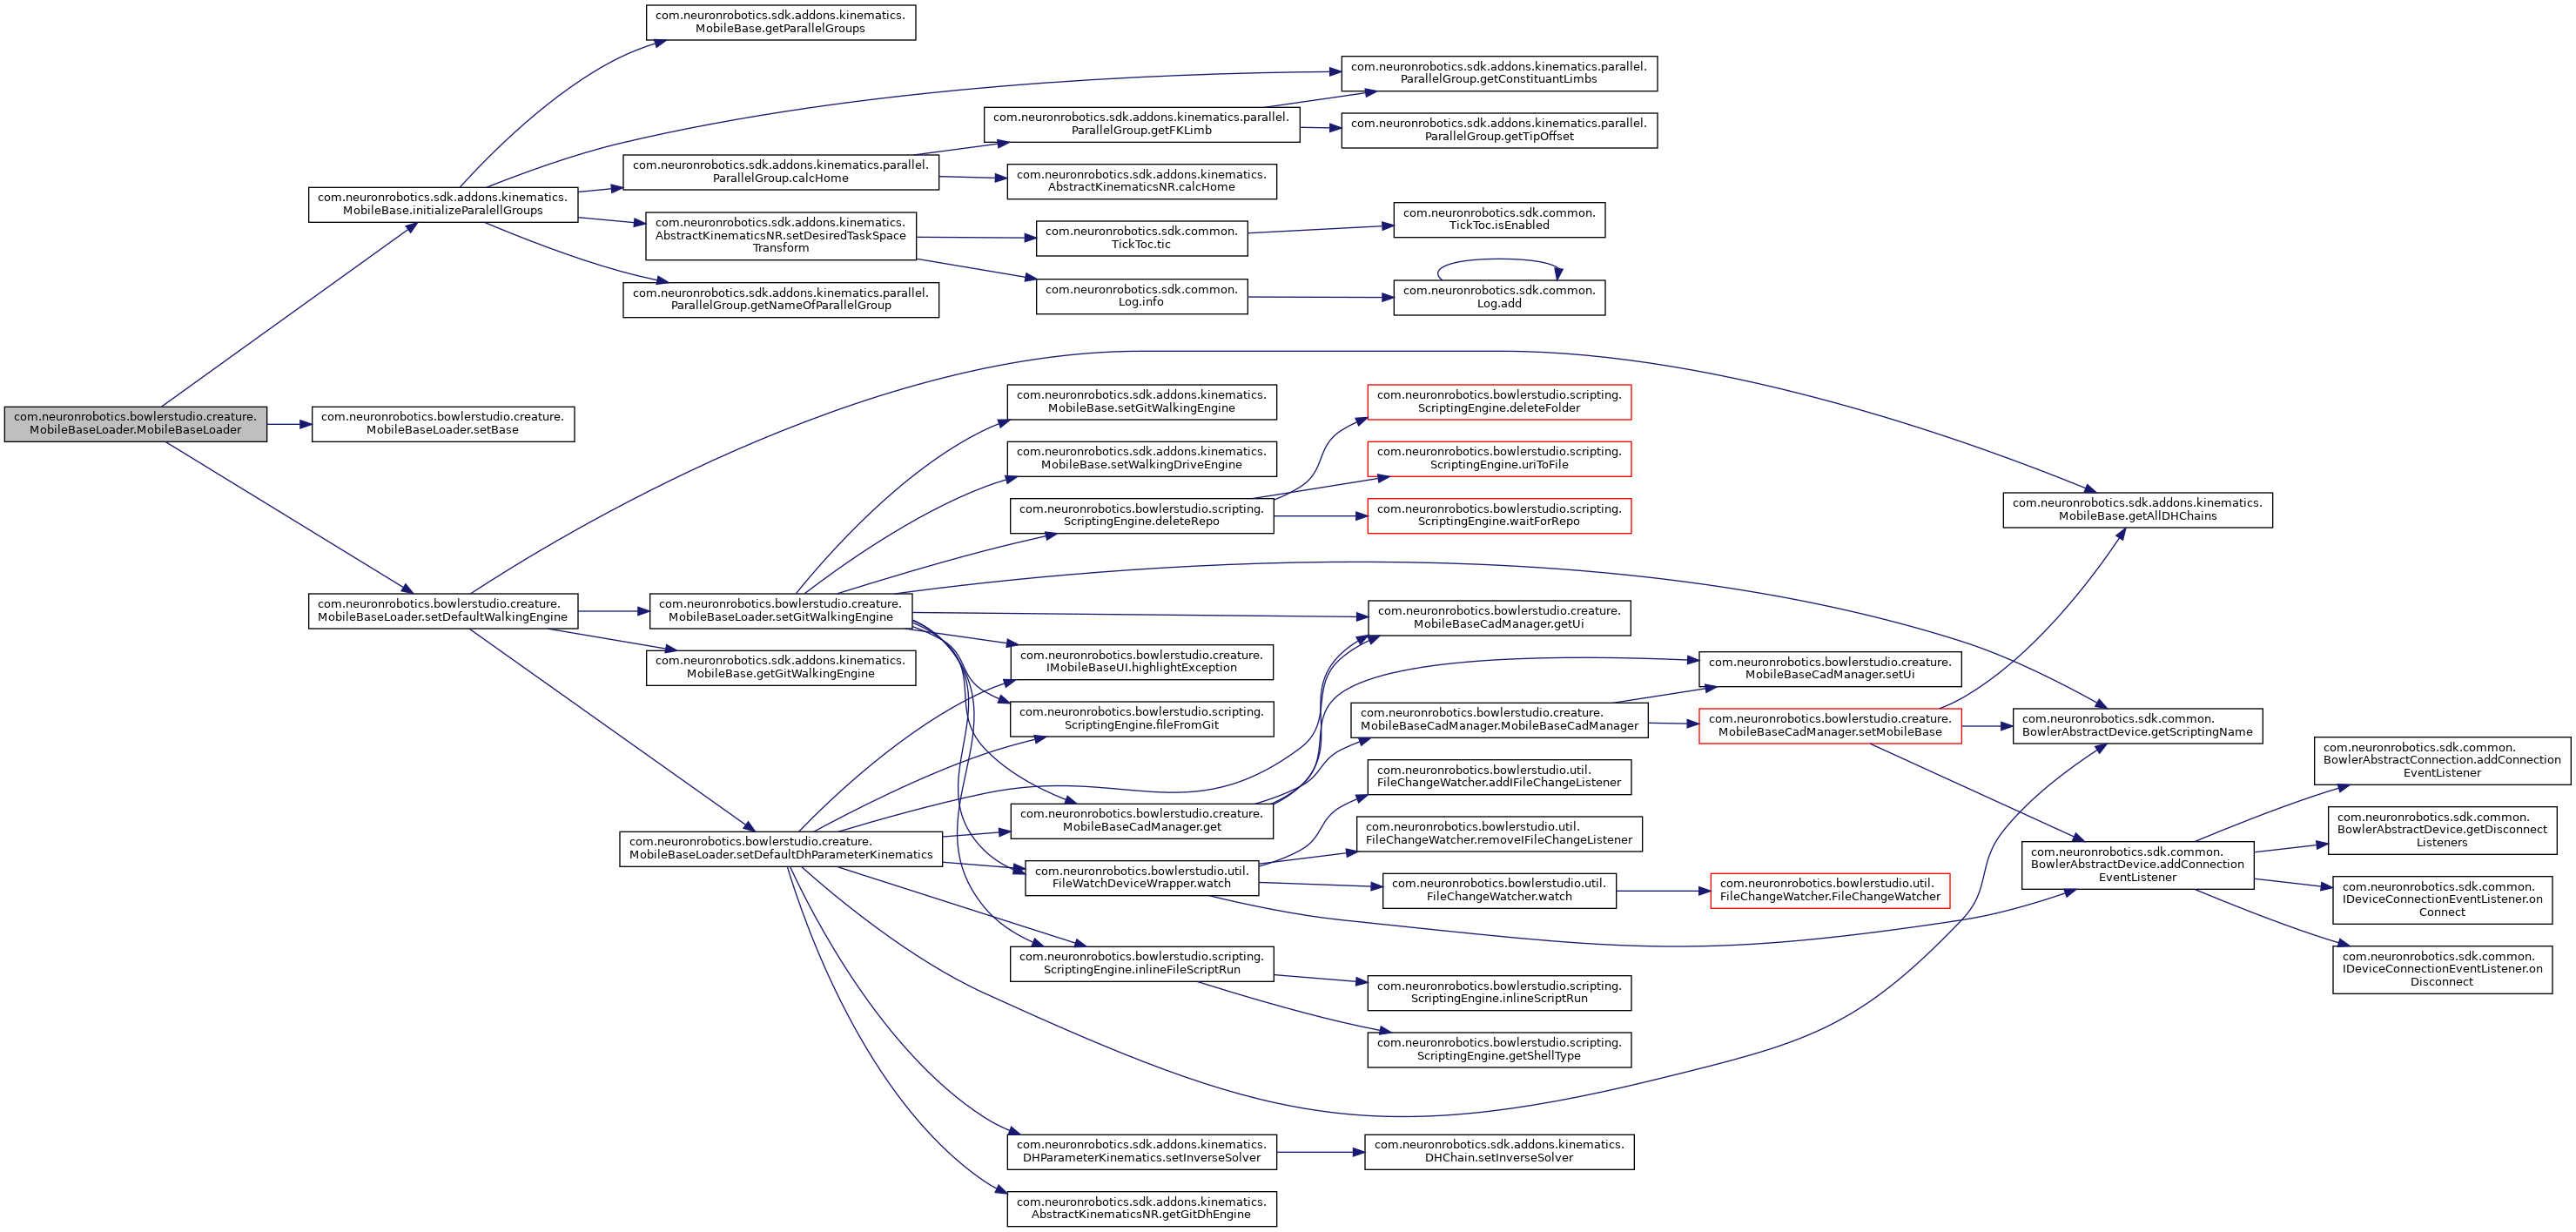 com.neuronrobotics.sdk.addons.kinematics.
MobileBase.getParallelGroups
com.neuronrobotics.sdk.addons.kinematics.parallel.
ParallelGroup.getConstituantLimbs
com.neuronrobotics.sdk.addons.kinematics.parallel.
ParallelGroup.getFKLimb
com.neuronrobotics.sdk.addons.kinematics.parallel.
ParallelGroup.getTipOffset
com.neuronrobotics.sdk.addons.kinematics.parallel.
ParallelGroup.calcHome
com.neuronrobotics.sdk.addons.kinematics.
AbstractKinematicsNR.calcHome
com.neuronrobotics.sdk.addons.kinematics.
MobileBase.initializeParalellGroups
com.neuronrobotics.sdk.addons.kinematics.
AbstractKinematicsNR.setDesiredTaskSpace
Transform
com.neuronrobotics.sdk.common.
TickToc.tic
com.neuronrobotics.sdk.common.
TickToc.isEnabled
com.neuronrobotics.sdk.addons.kinematics.parallel.
ParallelGroup.getNameOfParallelGroup
com.neuronrobotics.sdk.common.
Log.info
com.neuronrobotics.sdk.common.
Log.add
com.neuronrobotics.bowlerstudio.creature.
MobileBaseLoader.MobileBaseLoader
com.neuronrobotics.bowlerstudio.creature.
MobileBaseLoader.setBase
com.neuronrobotics.sdk.addons.kinematics.
MobileBase.setGitWalkingEngine
com.neuronrobotics.bowlerstudio.scripting.
ScriptingEngine.deleteFolder
com.neuronrobotics.sdk.addons.kinematics.
MobileBase.setWalkingDriveEngine
com.neuronrobotics.bowlerstudio.scripting.
ScriptingEngine.uriToFile
com.neuronrobotics.bowlerstudio.scripting.
ScriptingEngine.deleteRepo
com.neuronrobotics.bowlerstudio.scripting.
ScriptingEngine.waitForRepo
com.neuronrobotics.sdk.addons.kinematics.
MobileBase.getAllDHChains
com.neuronrobotics.bowlerstudio.creature.
MobileBaseLoader.setDefaultWalkingEngine
com.neuronrobotics.bowlerstudio.creature.
MobileBaseLoader.setGitWalkingEngine
com.neuronrobotics.bowlerstudio.creature.
MobileBaseCadManager.getUi
com.neuronrobotics.sdk.addons.kinematics.
MobileBase.getGitWalkingEngine
com.neuronrobotics.bowlerstudio.creature.
IMobileBaseUI.highlightException
com.neuronrobotics.bowlerstudio.creature.
MobileBaseCadManager.setUi
com.neuronrobotics.bowlerstudio.scripting.
ScriptingEngine.fileFromGit
com.neuronrobotics.bowlerstudio.creature.
MobileBaseCadManager.MobileBaseCadManager
com.neuronrobotics.bowlerstudio.creature.
MobileBaseCadManager.setMobileBase
com.neuronrobotics.sdk.common.
BowlerAbstractDevice.getScriptingName
com.neuronrobotics.sdk.common.
BowlerAbstractConnection.addConnection
EventListener
com.neuronrobotics.bowlerstudio.util.
FileChangeWatcher.addIFileChangeListener
com.neuronrobotics.bowlerstudio.creature.
MobileBaseCadManager.get
com.neuronrobotics.bowlerstudio.util.
FileChangeWatcher.removeIFileChangeListener
com.neuronrobotics.sdk.common.
BowlerAbstractDevice.getDisconnect
Listeners
com.neuronrobotics.bowlerstudio.creature.
MobileBaseLoader.setDefaultDhParameterKinematics
com.neuronrobotics.sdk.common.
BowlerAbstractDevice.addConnection
EventListener
com.neuronrobotics.bowlerstudio.util.
FileWatchDeviceWrapper.watch
com.neuronrobotics.bowlerstudio.util.
FileChangeWatcher.watch
com.neuronrobotics.bowlerstudio.util.
FileChangeWatcher.FileChangeWatcher
com.neuronrobotics.sdk.common.
IDeviceConnectionEventListener.on
Connect
com.neuronrobotics.bowlerstudio.scripting.
ScriptingEngine.inlineFileScriptRun
com.neuronrobotics.sdk.common.
IDeviceConnectionEventListener.on
Disconnect
com.neuronrobotics.bowlerstudio.scripting.
ScriptingEngine.inlineScriptRun
com.neuronrobotics.bowlerstudio.scripting.
ScriptingEngine.getShellType
com.neuronrobotics.sdk.addons.kinematics.
DHParameterKinematics.setInverseSolver
com.neuronrobotics.sdk.addons.kinematics.
DHChain.setInverseSolver
com.neuronrobotics.sdk.addons.kinematics.
AbstractKinematicsNR.getGitDhEngine